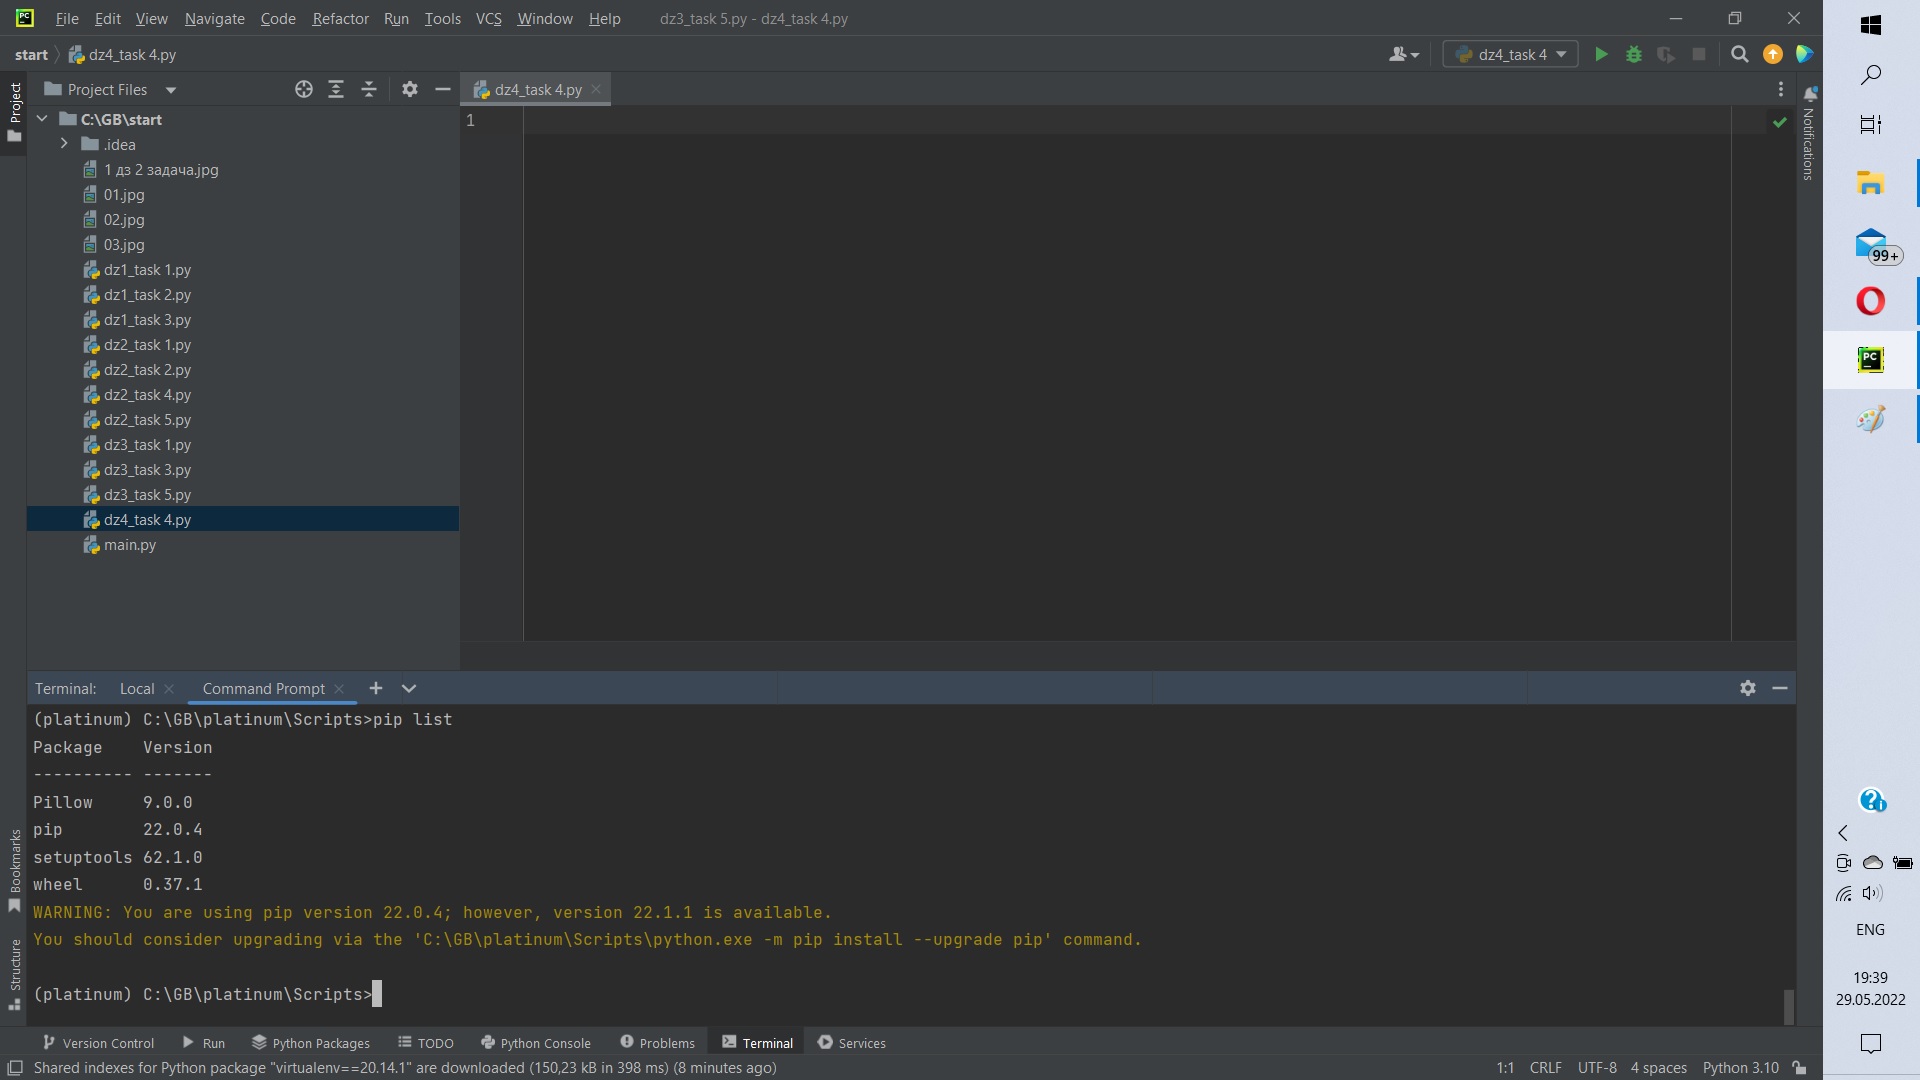 File Edit View Navigate Code Refactor Run Tools VCS Window Help dz3_task 5.py - dz4_task 4.py
start dz4_task 4.py
dz4_task 4
Project
Project Files
dz4_task 4.py
C:\GB\start
1
.idea
1 дз 2 задача.jpg
01.jpg
02.jpg
03.jpg
dz1_task 1.py
dz1_task 2.py
dz1_task 3.py
dz2_task 1.py
dz2_task 2.py
dz2_task 4.py
dz2_task 5.py
dz3_task 1.py
dz3_task 3.py
dz3_task 5.py
dz4_task 4.py
main.py
Notifications
99+
PC
Terminal: Local Command Prompt
(platinum) C:\GB\platinum\Scripts>pip list
Package Version
---------- -------
Pillow 9.0.0
pip 22.0.4
setuptools 62.1.0
wheel 0.37.1
WARNING: You are using pip version 22.0.4; however, version 22.1.1 is available.
You should consider upgrading via the 'C:\GB\platinum\Scripts\python.exe -m pip install --upgrade pip' command.
(platinum) C:\GB\platinum\Scripts>
Bookmarks
Structure
Version Control Run Python Packages TODO Python Console Problems Terminal Services
Shared indexes for Python package "virtualenv==20.14.1" are downloaded (150,23 kB in 398 ms) (8 minutes ago)
1:1 CRLF UTF-8 4 spaces Python 3.10
ENG
19:39
29.05.2022